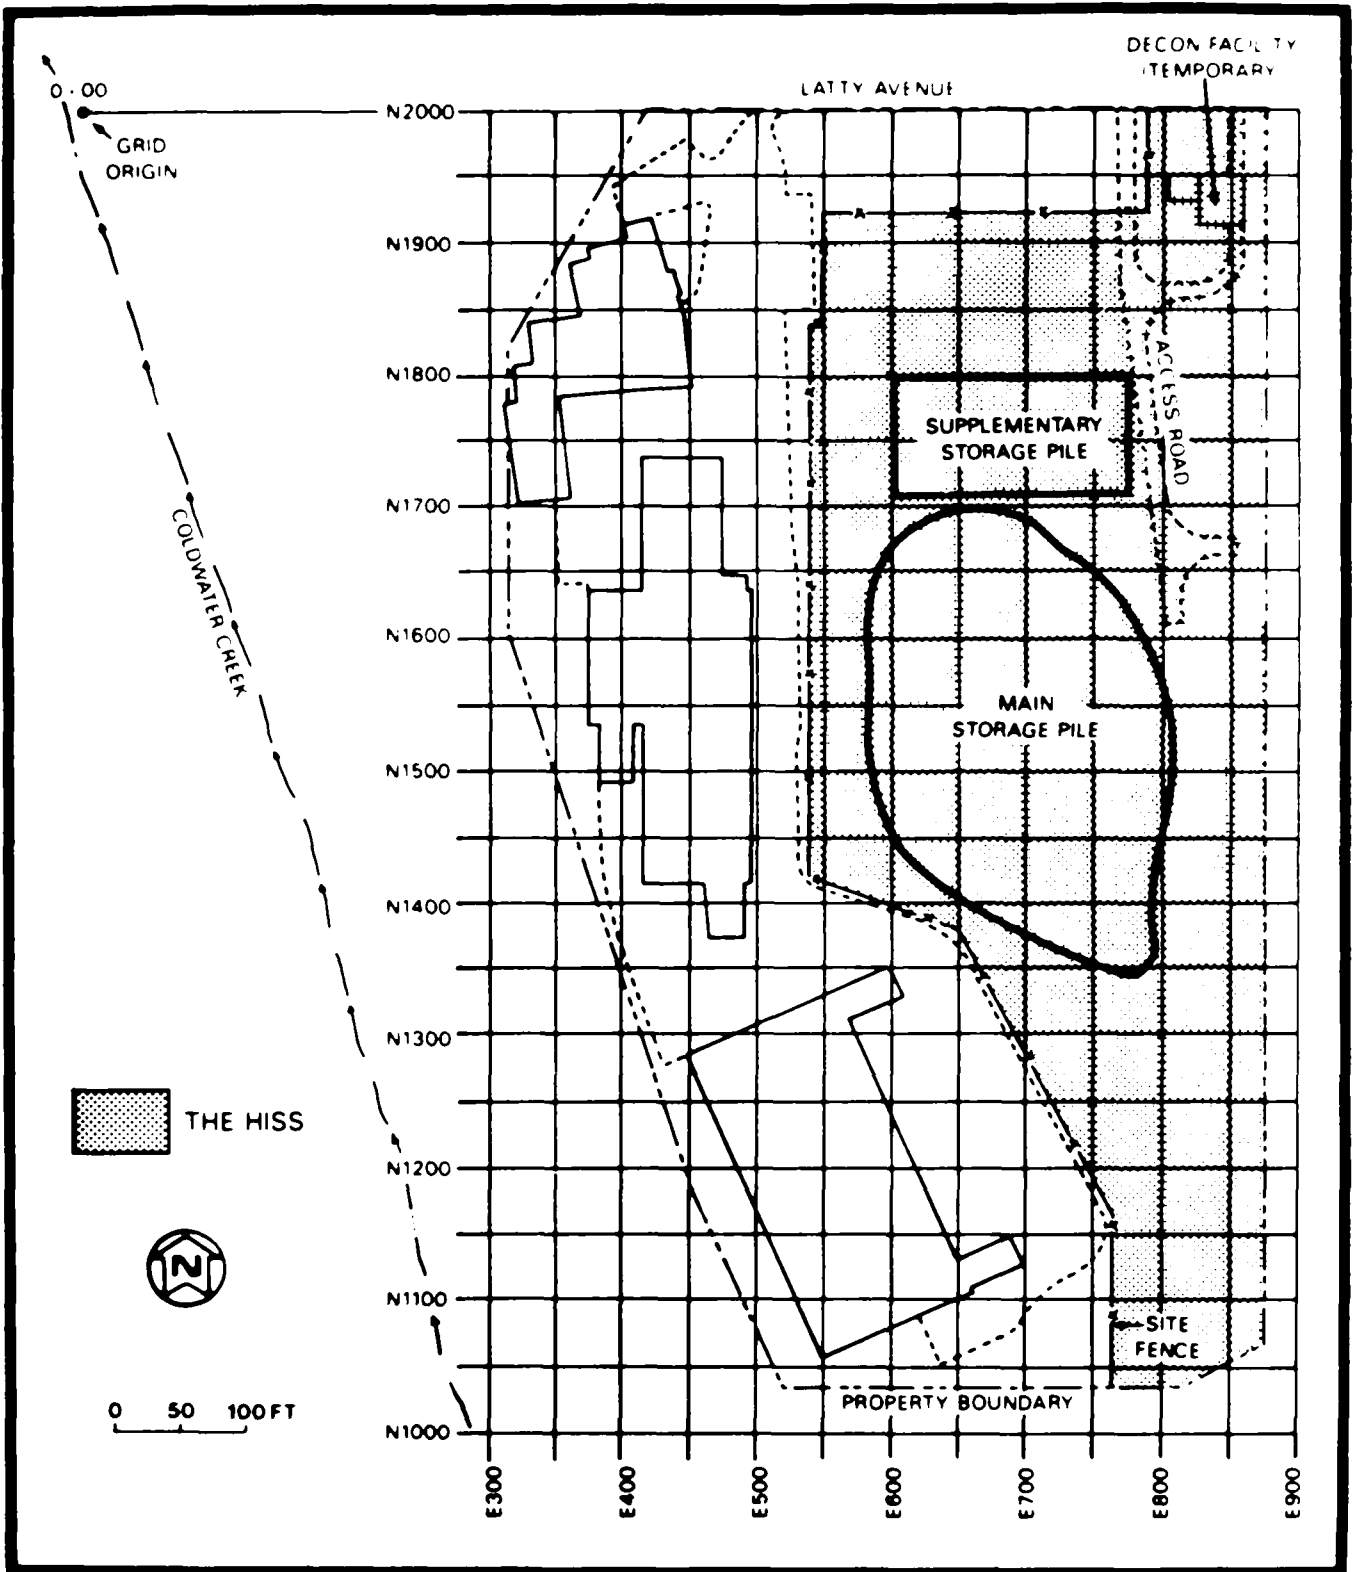 DECON FACILITY
(TEMPORARY
LATTY AVENUE
0+00
GRID
ORIGIN
N2000
N1900
N1800
ACCESS ROAD
SUPPLEMENTARY
STORAGE PILE
N1700
COLDWATER CREEK
N1600
MAIN
STORAGE PILE
N1500
N1400
N1300
THE HISS
N1200
N
N1100
SITE
FENCE
PROPERTY BOUNDARY
0 50 100 FT
N1000
E300 E400 E500 E600 E700 E800 E900